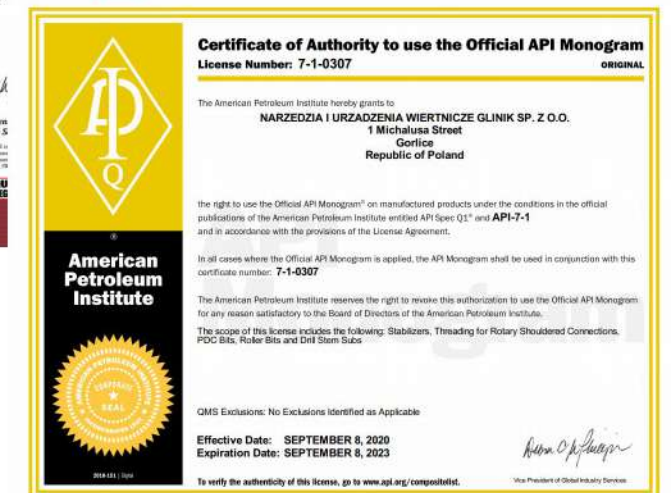 API
Q
®
American
Petroleum
Institute
AMERICAN PETROLEUM INSTITUTE
CORPORATE
SEAL
2018-121 | Digital
Certificate of Authority to use the Official API Monogram
License Number: 7-1-0307
ORIGINAL
The American Petroleum Institute hereby grants to
NARZEDZIA I URZADZENIA WIERTNICZE GLINIK SP. Z O.O.
1 Michalusa Street
Gorlice
Republic of Poland
the right to use the Official API Monogram® on manufactured products under the conditions in the official
publications of the American Petroleum Institute entitled API Spec Q1® and API-7-1
and in accordance with the provisions of the License Agreement.
In all cases where the Official API Monogram is applied, the API Monogram shall be used in conjunction with this
certificate number: 7-1-0307
The American Petroleum Institute reserves the right to revoke this authorization to use the Official API Monogram
for any reason satisfactory to the Board of Directors of the American Petroleum Institute.
The scope of this license includes the following: Stabilizers, Threading for Rotary Shouldered Connections,
PDC Bits, Roller Bits and Drill Stem Subs
QMS Exclusions: No Exclusions Identified as Applicable
Effective Date: SEPTEMBER 8, 2020
Expiration Date: SEPTEMBER 8, 2023
To verify the authenticity of this license, go to www.api.org/compositelist.
Vice President of Global Industry Services